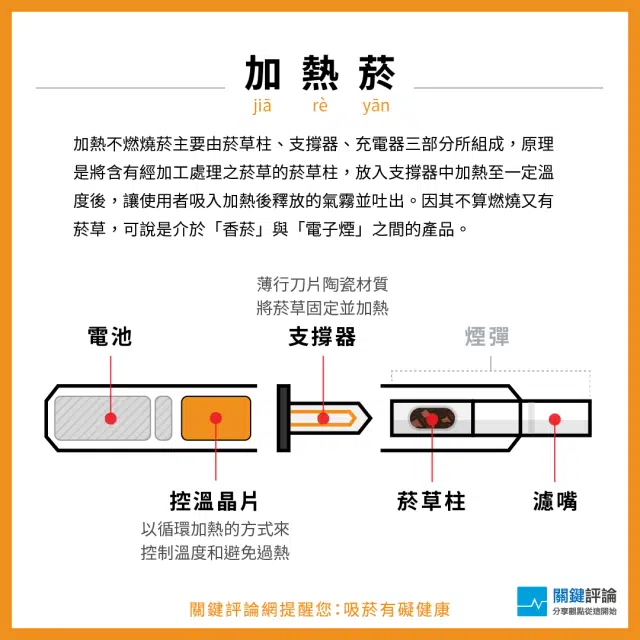 加熱菸
jiā rè yān
加熱不燃燒菸主要由菸草柱、支撐器、充電器三部分所組成，原理
是將含有經加工處理之菸草的菸草柱，放入支撐器中加熱至一定溫
度後，讓使用者吸入加熱後釋放的氣霧並吐出。因其不算燃燒又有
菸草，可說是介於「香菸」與「電子煙」之間的產品。
薄行刀片陶瓷材質
將菸草固定並加熱
電池
支撐器
煙彈
控溫晶片
菸草柱
濾嘴
以循環加熱的方式來
控制溫度和避免過熱
關鍵評論網提醒您：吸菸有礙健康
關鍵評論
分享觀點從這開始